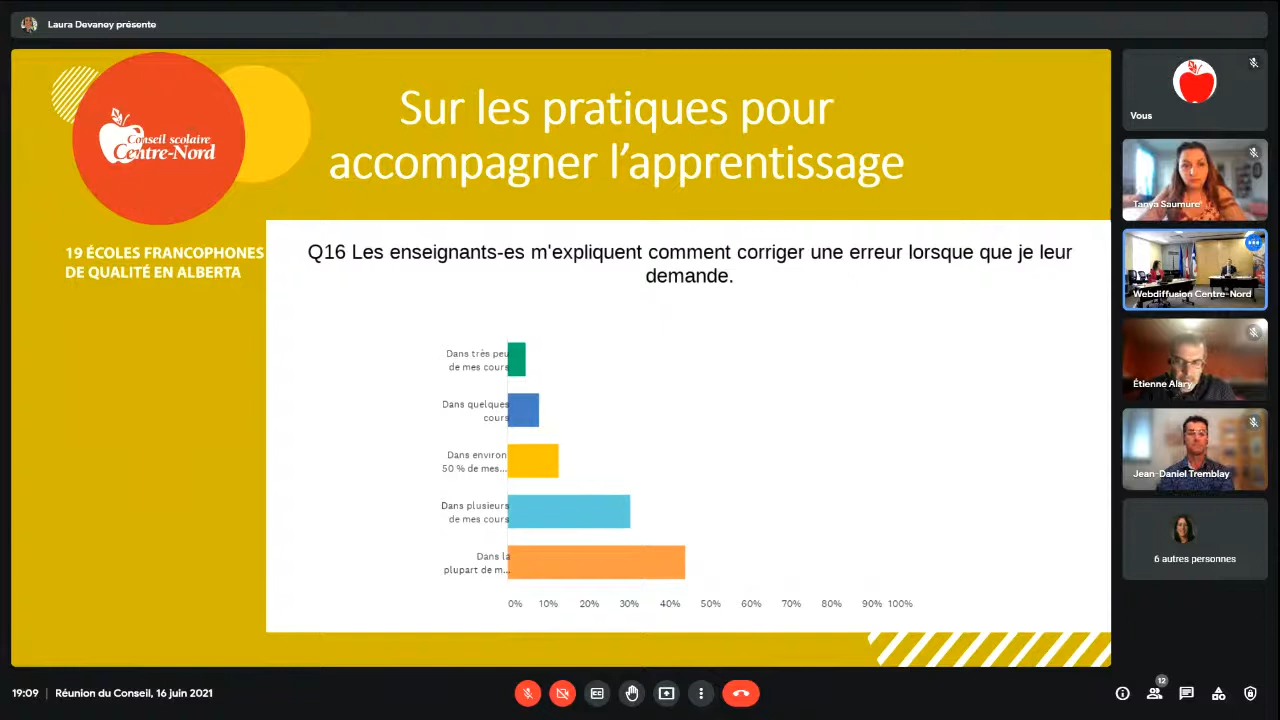 Laura Devaney présente
Conseil scolaire
Centre-Nord
19 ÉCOLES FRANCOPHONES
DE QUALITÉ EN ALBERTA
Sur les pratiques pour
accompagner l'apprentissage
Q16 Les enseignants-es m'expliquent comment corriger une erreur lorsque que je leur
demande.
Dans très peu
de mes cours
Dans quelques
cours
Dans environ
50 % de mes...
Dans plusieurs
de mes cours
Dans la
plupart de m...
0% 10% 20% 30% 40% 50% 60% 70% 80% 90% 100%
Vous
Tanya Saumure
Webdiffusion Centre-Nord
Étienne Alary
Jean-Daniel Tremblay
6 autres personnes
19:09 | Réunion du Conseil, 16 juin 2021
CC
12